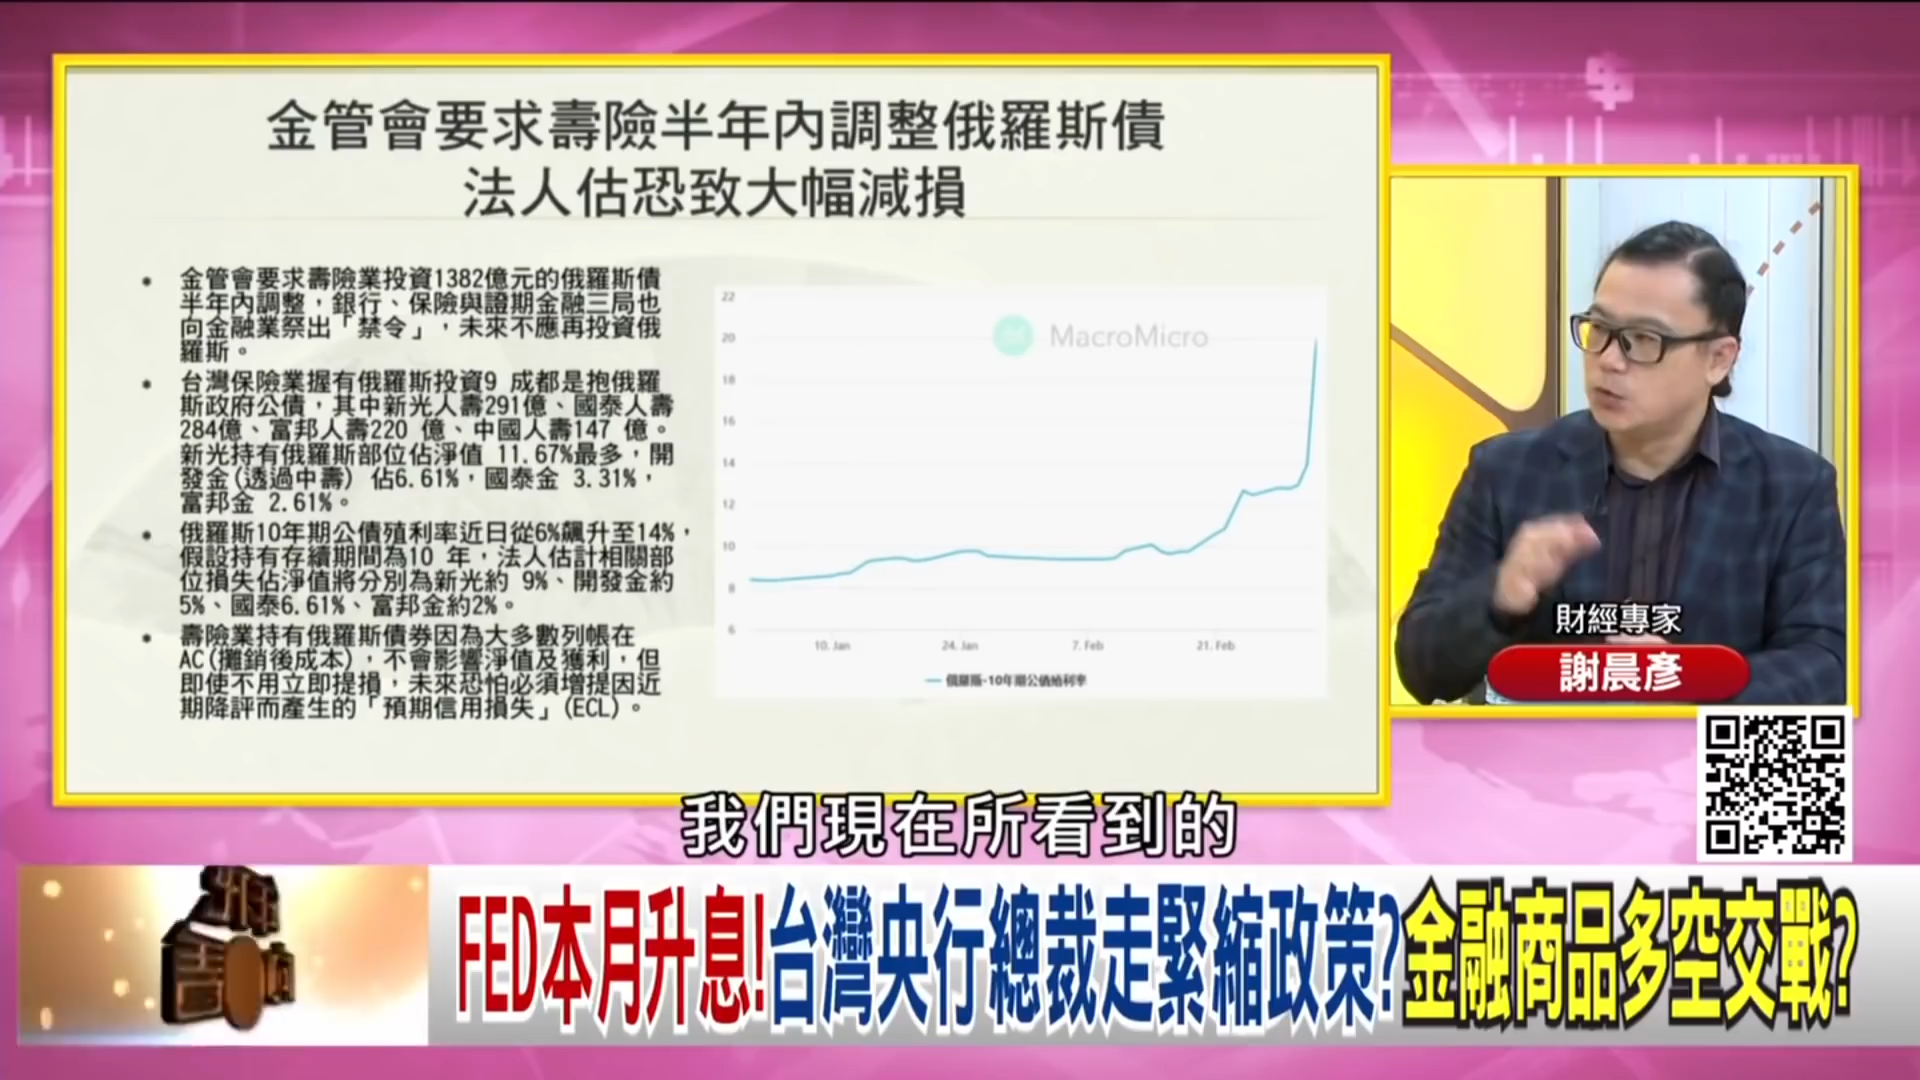 金管會要求壽險半年內調整俄羅斯債
法人估恐致大幅減損
• 金管會要求壽險業投資1382億元的俄羅斯債
半年內調整，銀行、保險與證期金融三局也
向金融業祭出「禁令」，未來不應再投資俄
羅斯。
• 台灣保險業握有俄羅斯投資9 成都是抱俄羅
斯政府公債，其中新光人壽291億、國泰人壽
284億、富邦人壽220 億、中國人壽147 億。
新光持有俄羅斯部位佔淨值 11.67%最多，開
發金(透過中壽) 佔6.61%，國泰金 3.31%，
富邦金 2.61%。
• 俄羅斯10年期公債殖利率近日從6%飆升至14%，
假設持有存續期間為10 年，法人估計相關部
位損失佔淨值將分別為新光約 9%、開發金約
5%、國泰6.61%、富邦金約2%。
• 壽險業持有俄羅斯債券因為大多數列帳在
AC(攤銷後成本)，不會影響淨值及獲利，但
即使不用立即提損，未來恐怕必須增提因近
期降評而產生的「預期信用損失」(ECL)。
MacroMicro
22
20
18
16
14
12
10
8
6
10. Jan
24. Jan
7. Feb
21. Feb
俄羅斯-10年期公債殖利率
財經專家
謝晨彥
我們現在所看到的
FED本月升息!台灣央行總裁走緊縮政策?金融商品多空交戰?